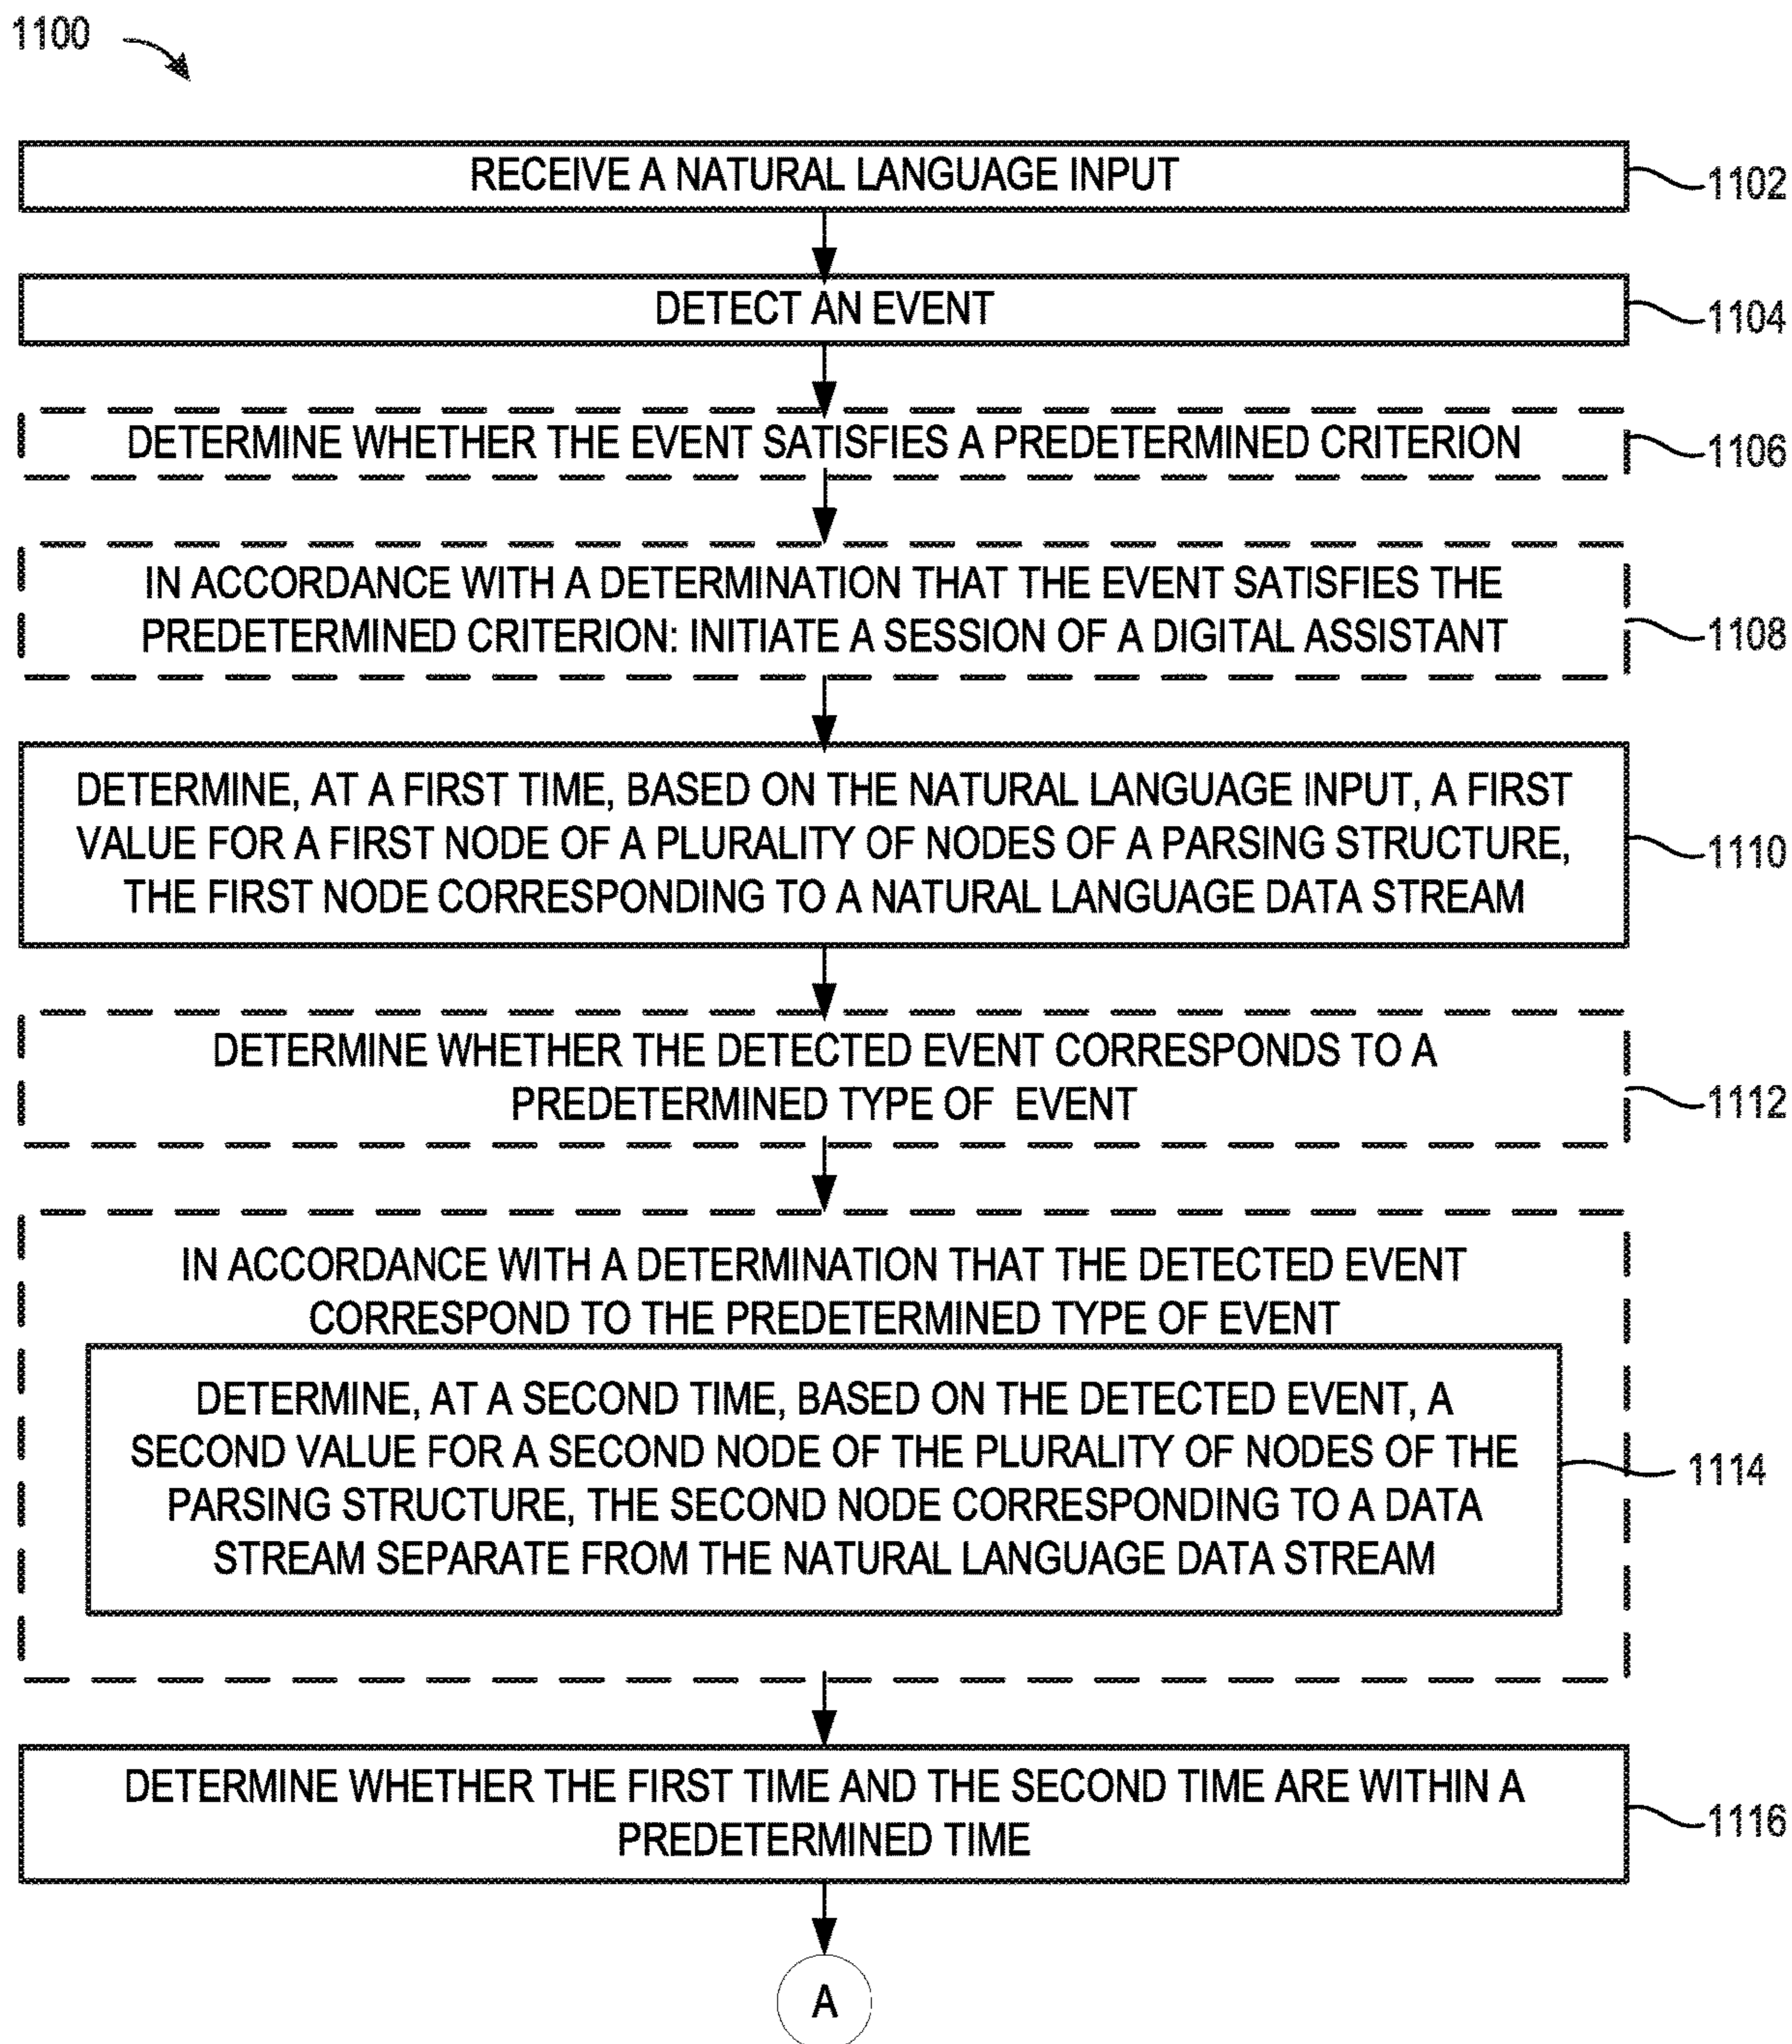 1100
RECEIVE A NATURAL LANGUAGE INPUT
1102
DETECT AN EVENT
1104
DETERMINE WHETHER THE EVENT SATISFIES A PREDETERMINED CRITERION
1106
IN ACCORDANCE WITH A DETERMINATION THAT THE EVENT SATISFIES THE
PREDETERMINED CRITERION: INITIATE A SESSION OF A DIGITAL ASSISTANT
1108
DETERMINE, AT A FIRST TIME, BASED ON THE NATURAL LANGUAGE INPUT, A FIRST
VALUE FOR A FIRST NODE OF A PLURALITY OF NODES OF A PARSING STRUCTURE,
THE FIRST NODE CORRESPONDING TO A NATURAL LANGUAGE DATA STREAM
1110
DETERMINE WHETHER THE DETECTED EVENT CORRESPONDS TO A
PREDETERMINED TYPE OF EVENT
1112
IN ACCORDANCE WITH A DETERMINATION THAT THE DETECTED EVENT
CORRESPOND TO THE PREDETERMINED TYPE OF EVENT
DETERMINE, AT A SECOND TIME, BASED ON THE DETECTED EVENT, A
SECOND VALUE FOR A SECOND NODE OF THE PLURALITY OF NODES OF THE
PARSING STRUCTURE, THE SECOND NODE CORRESPONDING TO A DATA
STREAM SEPARATE FROM THE NATURAL LANGUAGE DATA STREAM
1114
DETERMINE WHETHER THE FIRST TIME AND THE SECOND TIME ARE WITHIN A
PREDETERMINED TIME
1116
A